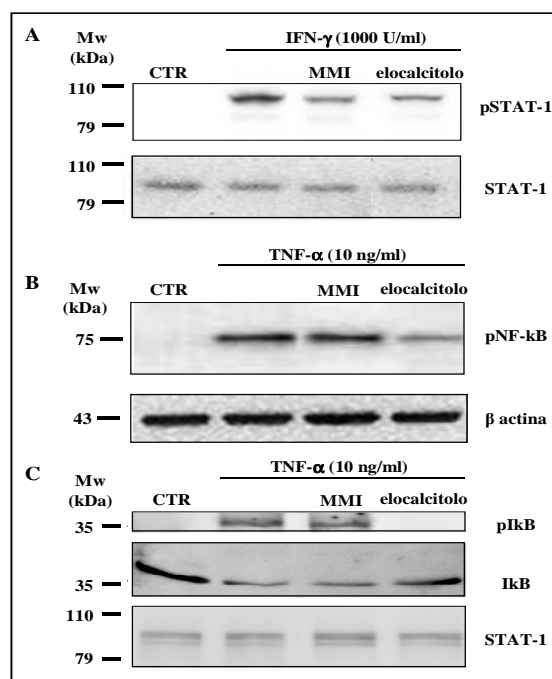 A
Mw
(kDa)
IFN-γ (1000 U/ml)
CTR
MMI
elocalcitolo
110
79
pSTAT-1
110
79
STAT-1
B
Mw
(kDa)
TNF-α (10 ng/ml)
CTR
MMI
elocalcitolo
75
pNF-kB
43
β actina
C
Mw
(kDa)
TNF-α (10 ng/ml)
CTR
MMI
elocalcitolo
35
pIkB
35
IkB
110
79
STAT-1